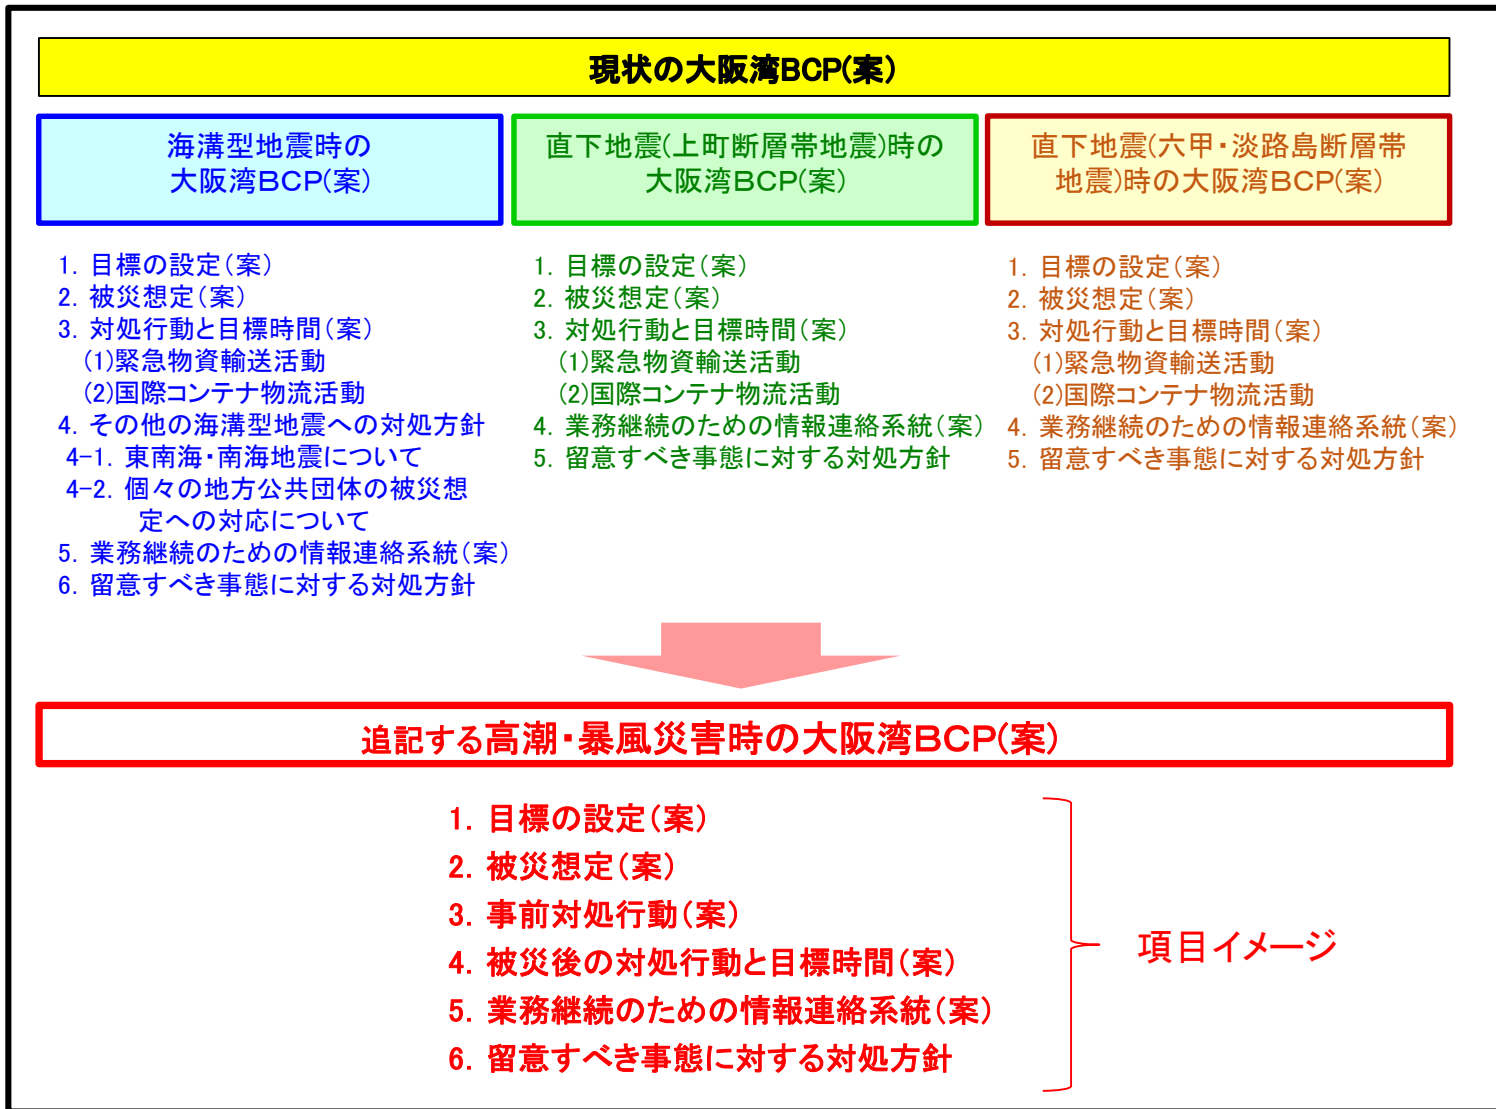 現状の大阪湾BCP(案)
海溝型地震時の
大阪湾BCP(案)
1. 目標の設定(案)
2. 被災想定(案)
3. 対処行動と目標時間(案)
(1)緊急物資輸送活動
(2)国際コンテナ物流活動
4. その他の海溝型地震への対処方針
4-1. 東南海・南海地震について
4-2. 個々の地方公共団体の被災想
定への対応について
5. 業務継続のための情報連絡系統(案)
6. 留意すべき事態に対する対処方針
直下地震(上町断層帯地震)時の
大阪湾BCP(案)
1. 目標の設定(案)
2. 被災想定(案)
3. 対処行動と目標時間(案)
(1)緊急物資輸送活動
(2)国際コンテナ物流活動
4. 業務継続のための情報連絡系統(案)
5. 留意すべき事態に対する対処方針
直下地震(六甲・淡路島断層帯
地震)時の大阪湾BCP(案)
1. 目標の設定(案)
2. 被災想定(案)
3. 対処行動と目標時間(案)
(1)緊急物資輸送活動
(2)国際コンテナ物流活動
4. 業務継続のための情報連絡系統(案)
5. 留意すべき事態に対する対処方針
追記する高潮・暴風災害時の大阪湾BCP(案)
1. 目標の設定(案)
2. 被災想定(案)
3. 事前対処行動(案)
4. 被災後の対処行動と目標時間(案)
5. 業務継続のための情報連絡系統(案)
6. 留意すべき事態に対する対処方針
項目イメージ